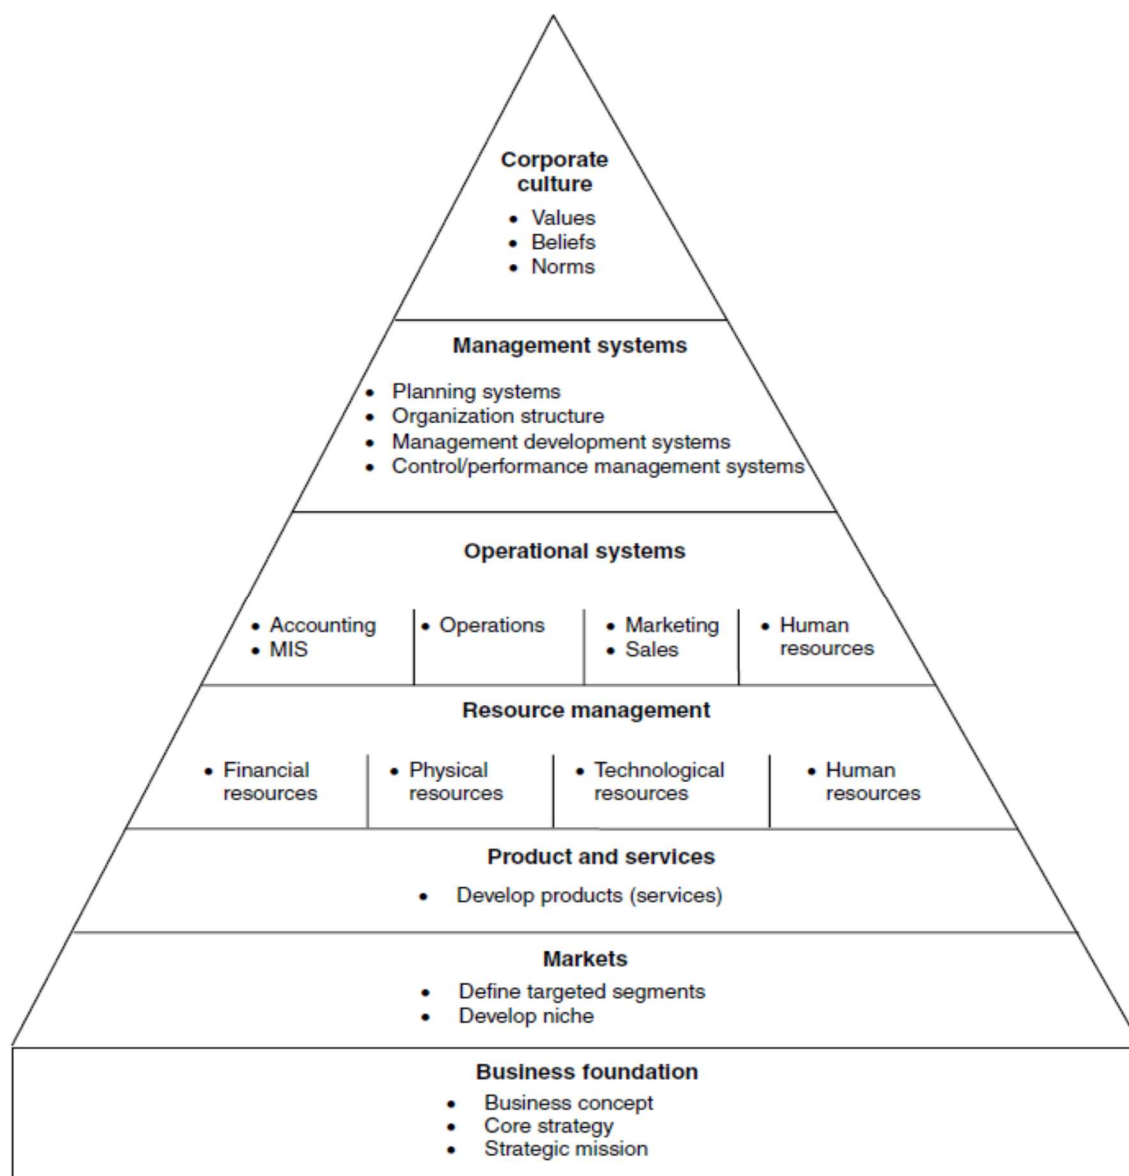 Corporate
culture
• Values
• Beliefs
• Norms
Management systems
• Planning systems
• Organization structure
• Management development systems
• Control/performance management systems
Operational systems
• Accounting
• MIS
• Operations
• Marketing
• Sales
• Human
resources
Resource management
• Financial
resources
• Physical
resources
• Technological
resources
• Human
resources
Product and services
• Develop products (services)
Markets
• Define targeted segments
• Develop niche
Business foundation
• Business concept
• Core strategy
• Strategic mission